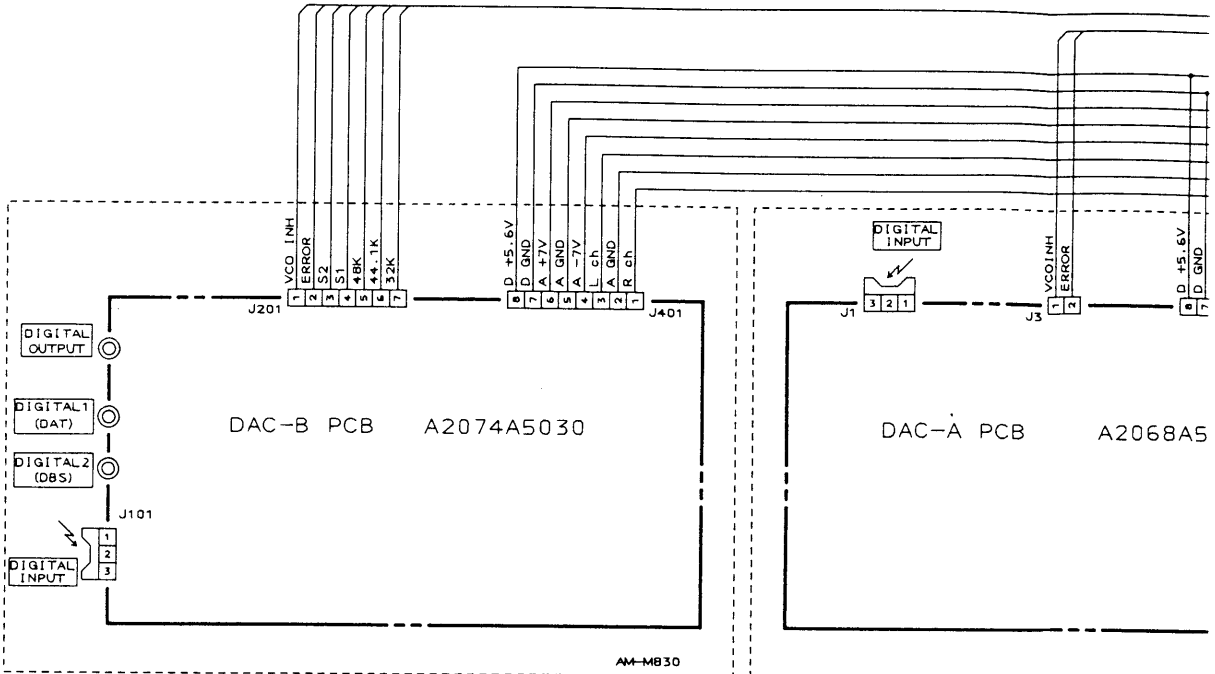 VCO INH
ERROR
S2
S1
48K
44.1K
32K
1 2 3 4 5 6 7
J201
D +5.6V
D GND
A +7V
A GND
A -7V
L ch
A GND
R ch
8 7 6 5 4 3 2 1
J401
DIGITAL
OUTPUT
DIGITAL1
(DAT)
DIGITAL2
(DBS)
J101
1
2
3
DIGITAL
INPUT
DAC-B PCB A2074A5030
AM-M830
DIGITAL
INPUT
J1
3 2 1
VCOINH
ERROR
J3
1 2
D +5.6V
D GND
8 7
DAC-A PCB A2068A5